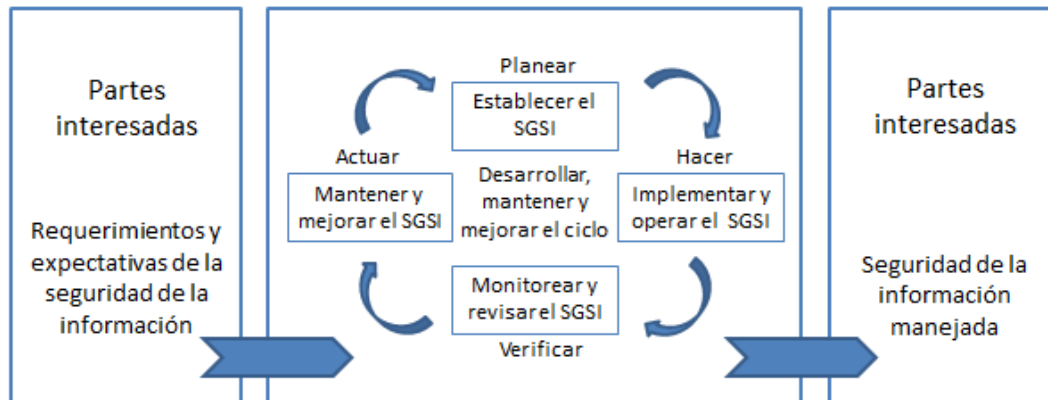 Partes
interesadas
Requerimientos y
expectativas de la
seguridad de la
información
Planear
Establecer el
SGSI
Actuar
Mantener y
mejorar el SGSI
Desarrollar,
mantener y
mejorar el ciclo
Hacer
Implementar y
operar el SGSI
Monitorear y
revisar el SGSI
Verificar
Partes
interesadas
Seguridad de la
información
manejada